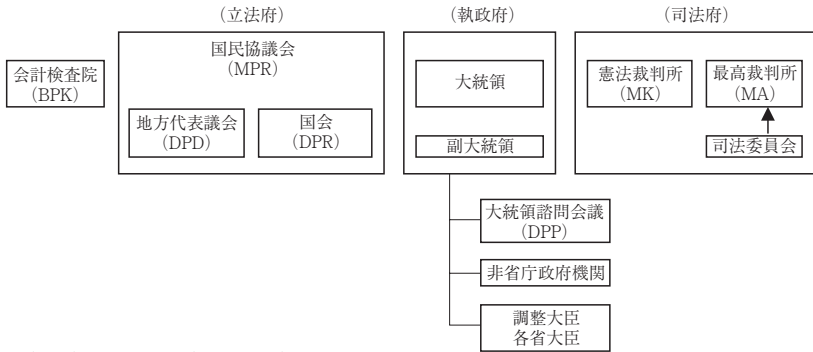 （立法府）
（執政府）
（司法府）
会計検査院
（BPK）
国民協議会
（MPR）
地方代表議会
（DPD）
国会
（DPR）
大統領
副大統領
憲法裁判所
（MK）
最高裁判所
（MA）
司法委員会
大統領諮問会議
（DPP）
非省庁政府機関
調整大臣
各省大臣